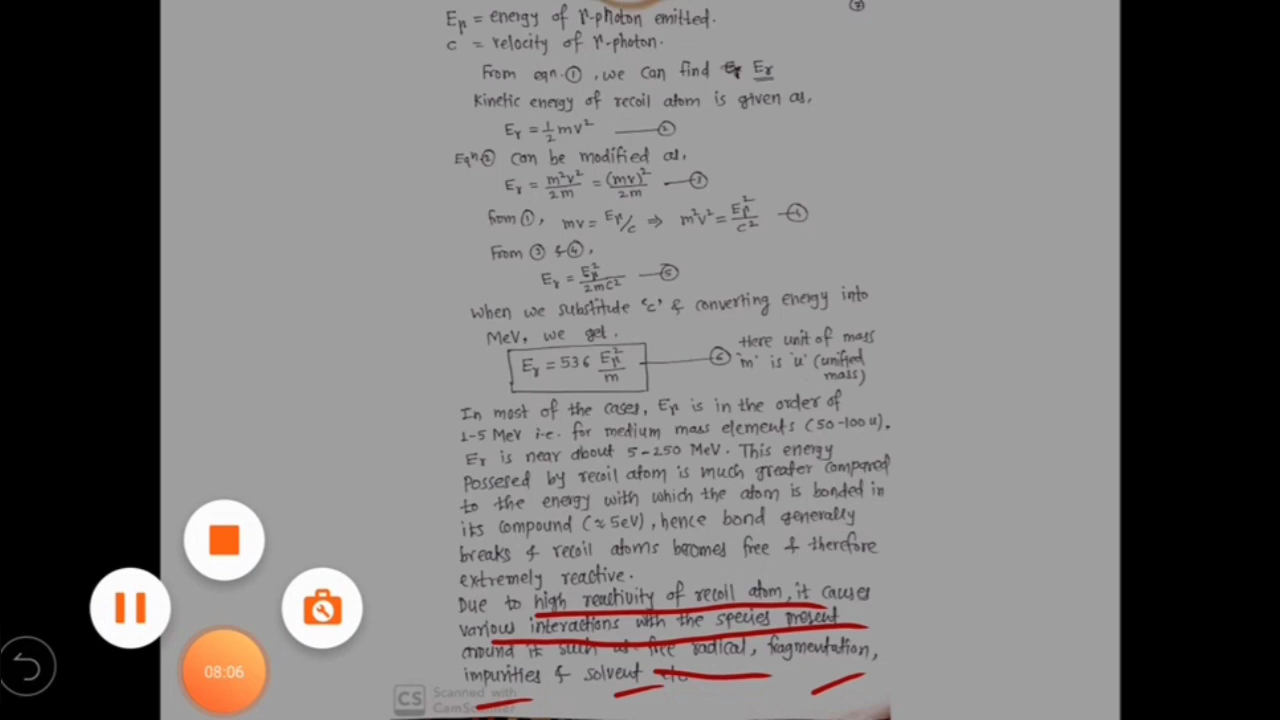 (7)
Eγ = energy of γ-photon emitted.
c = velocity of γ-photon.
From eqn.①, we can find Er
Kinetic energy of recoil atom is given as,
Er = 1/2 mv² ——②
Eqⁿ② can be modified as,
Er = m²v²/2m = (mv)²/2m —③
from ①, mv = Eγ/c ⇒ m²v² = Eγ²/c² —④
From ③ & ④,
Er = Eγ²/2mc² —⑤
When we substitute 'c' & converting energy into
MeV, we get.
Er = 536 Eγ²/m ——⑥ Here unit of mass
'm' is 'u' (unified
mass)
In most of the cases, Eγ is in the order of
1-5 MeV i.e. for medium mass elements (50-100 u),
Er is near about 5-250 MeV. This energy
Possesed by recoil atom is much greater compared
to the energy with which the atom is bonded in
its compound (≈ 5eV), hence bond generally
breaks & recoil atoms becomes free & therefore
extremely reactive.
Due to high reactivity of recoil atom, it causes
various interactions with the species present
around it such as free radical, fragmentation,
impurities & solvent etc
CS Scanned with
CamScanner
08:06